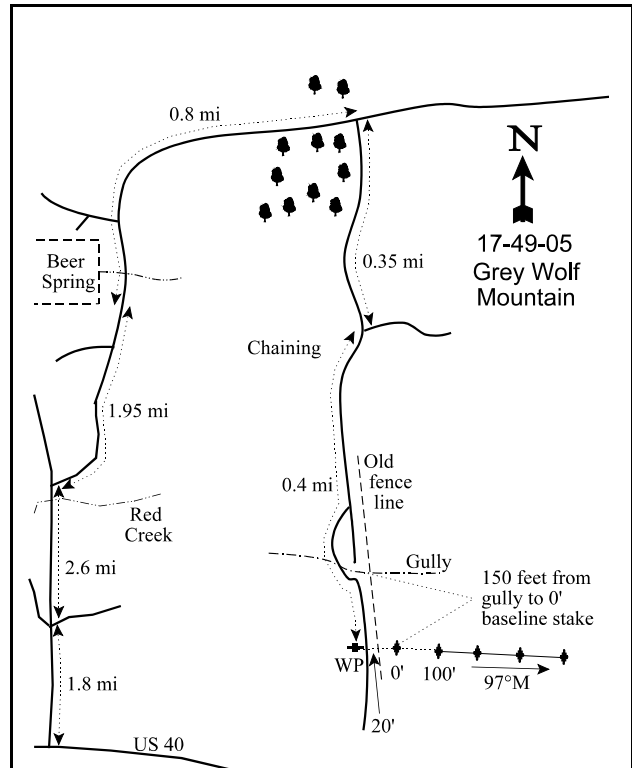 0.8 mi
N
17-49-05
Grey Wolf
Mountain
Beer
Spring
0.35 mi
Chaining
1.95 mi
Old
fence
line
0.4 mi
Red
Creek
Gully
2.6 mi
150 feet from
gully to 0'
baseline stake
WP
0'
100'
97°M
1.8 mi
20'
US 40